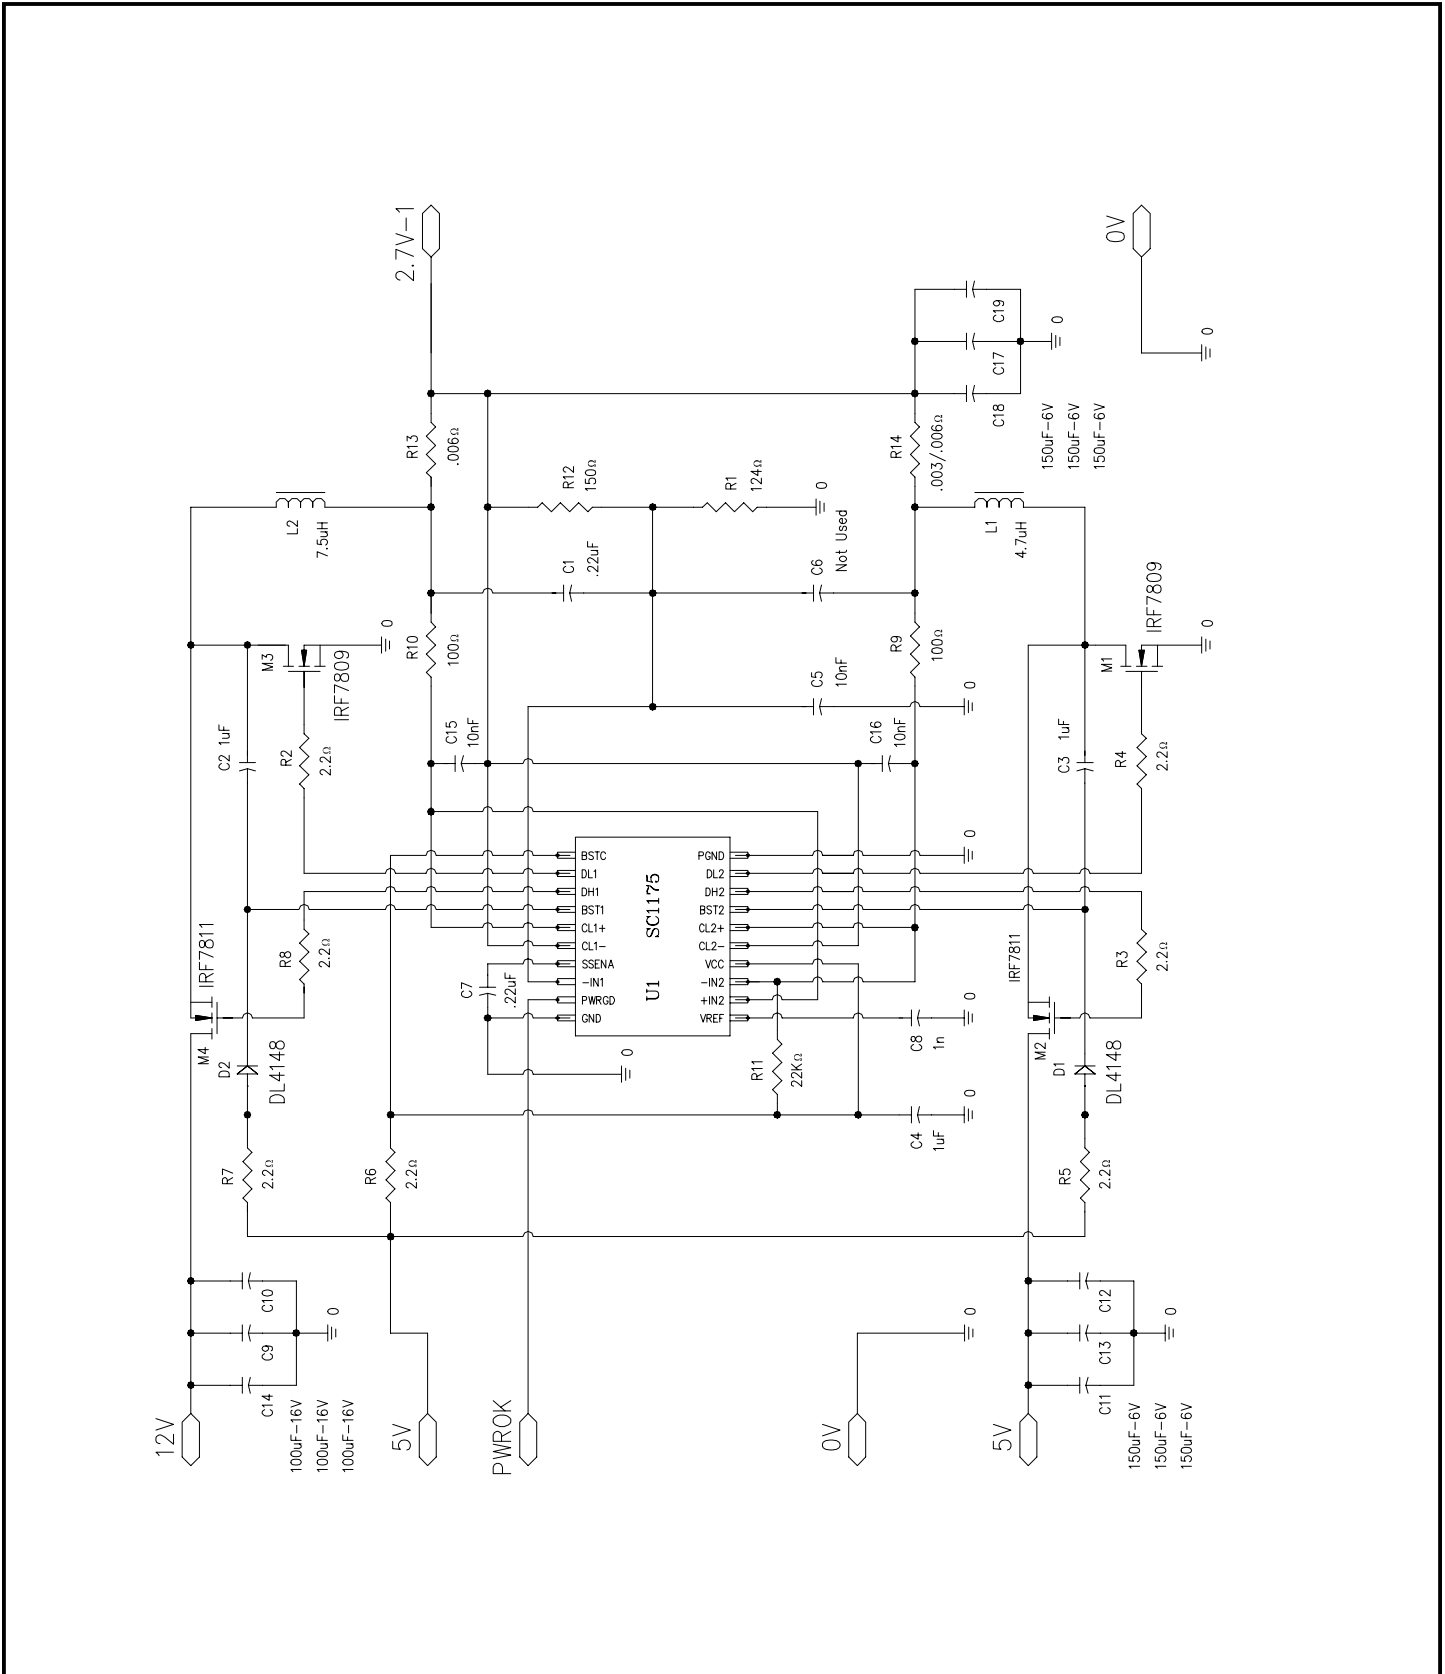 12V
5V
PWROK
0V
5V
2.7V-1
0V
C14
C9
C10
100uF-16V
100uF-16V
100uF-16V
0
R7
2.2Ω
D2
DL4148
M4
IRF7811
R8
2.2Ω
C2 1uF
R2
2.2Ω
M3
IRF7809
0
L2
7.5uH
R6
2.2Ω
R10
100Ω
R13
.006Ω
C15
10nF
C7
.22uF
0
C1
.22uF
R12
150Ω
R1
124Ω
0
C6
Not Used
C5
10nF
0
U1
SC1175
BSTC
DL1
DH1
BST1
CL1+
CL1-
SSENA
-IN1
PWRGD
GND
PGND
DL2
DH2
BST2
CL2+
CL2-
VCC
-IN2
+IN2
VREF
R11
22KΩ
C8
1n
0
C4
1uF
0
0
C16
10nF
R9
100Ω
R14
.003/.006Ω
C18
C17
C19
150uF-6V
150uF-6V
150uF-6V
0
0
L1
4.7uH
M1
IRF7809
0
C3 1uF
R4
2.2Ω
R3
2.2Ω
IRF7811
M2
D1
DL4148
R5
2.2Ω
0
C11
C13
C12
150uF-6V
150uF-6V
150uF-6V
0